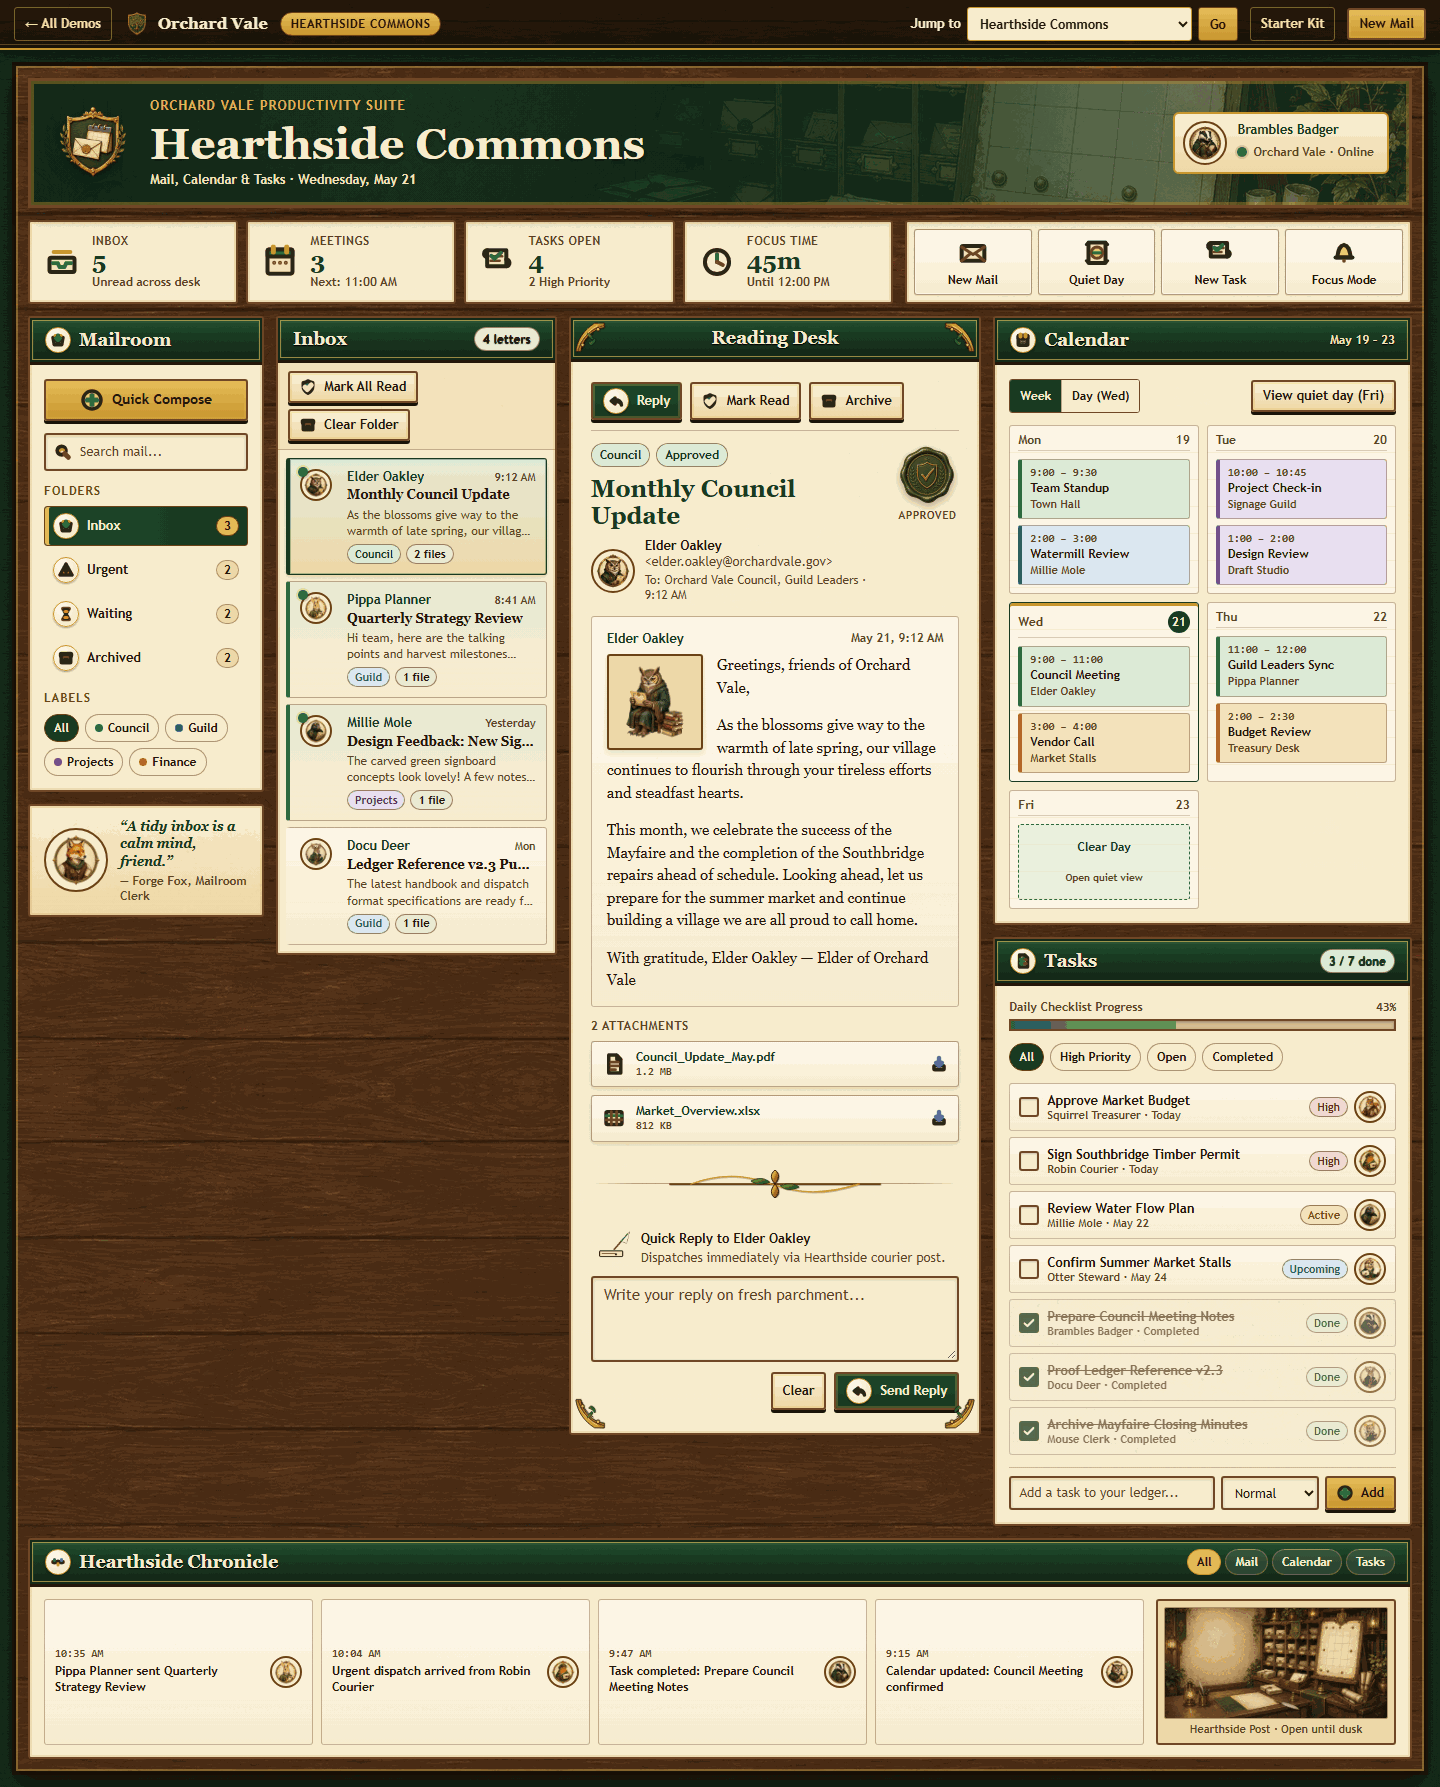 ← All Demos
Orchard Vale
HEARTHSIDE COMMONS
Jump to
Hearthside Commons
Go
Starter Kit
New Mail
ORCHARD VALE PRODUCTIVITY SUITE
Hearthside Commons
Mail, Calendar & Tasks · Wednesday, May 21
Brambles Badger
Orchard Vale · Online
INBOX
5
Unread across desk
MEETINGS
3
Next: 11:00 AM
TASKS OPEN
4
2 High Priority
FOCUS TIME
45m
Until 12:00 PM
New Mail
Quiet Day
New Task
Focus Mode
Mailroom
Quick Compose
Search mail...
FOLDERS
Inbox
3
Urgent
2
Waiting
2
Archived
2
LABELS
All
Council
Guild
Projects
Finance
“A tidy inbox is a
calm mind,
friend.”
— Forge Fox, Mailroom
Clerk
Inbox
4 letters
Mark All Read
Clear Folder
Elder Oakley
9:12 AM
Monthly Council Update
As the blossoms give way to the
warmth of late spring, our villag...
Council
2 files
Pippa Planner
8:41 AM
Quarterly Strategy Review
Hi team, here are the talking
points and harvest milestones...
Guild
1 file
Millie Mole
Yesterday
Design Feedback: New Sig...
The carved green signboard
concepts look lovely! A few notes...
Projects
1 file
Docu Deer
Mon
Ledger Reference v2.3 Pu...
The latest handbook and dispatch
format specifications are ready f...
Guild
1 file
Reading Desk
Reply
Mark Read
Archive
Council
Approved
Monthly Council
Update
APPROVED
Elder Oakley
<elder.oakley@orchardvale.gov>
To: Orchard Vale Council, Guild Leaders ·
9:12 AM
Elder Oakley
May 21, 9:12 AM
Greetings, friends of Orchard
Vale,
As the blossoms give way to the
warmth of late spring, our village
continues to flourish through your tireless efforts
and steadfast hearts.
This month, we celebrate the success of the
Mayfaire and the completion of the Southbridge
repairs ahead of schedule. Looking ahead, let us
prepare for the summer market and continue
building a village we are all proud to call home.
With gratitude, Elder Oakley — Elder of Orchard
Vale
2 ATTACHMENTS
Council_Update_May.pdf
1.2 MB
Market_Overview.xlsx
812 KB
Quick Reply to Elder Oakley
Dispatches immediately via Hearthside courier post.
Write your reply on fresh parchment...
Clear
Send Reply
Calendar
May 19 – 23
Week
Day (Wed)
View quiet day (Fri)
Mon
19
9:00 – 9:30
Team Standup
Town Hall
2:00 – 3:00
Watermill Review
Millie Mole
Tue
20
10:00 – 10:45
Project Check-in
Signage Guild
1:00 – 2:00
Design Review
Draft Studio
Wed
21
9:00 – 11:00
Council Meeting
Elder Oakley
3:00 – 4:00
Vendor Call
Market Stalls
Thu
22
11:00 – 12:00
Guild Leaders Sync
Pippa Planner
2:00 – 2:30
Budget Review
Treasury Desk
Fri
23
Clear Day
Open quiet view
Tasks
3 / 7 done
Daily Checklist Progress
43%
All
High Priority
Open
Completed
Approve Market Budget
Squirrel Treasurer · Today
High
Sign Southbridge Timber Permit
Robin Courier · Today
High
Review Water Flow Plan
Millie Mole · May 22
Active
Confirm Summer Market Stalls
Otter Steward · May 24
Upcoming
Prepare Council Meeting Notes
Brambles Badger · Completed
Done
Proof Ledger Reference v2.3
Docu Deer · Completed
Done
Archive Mayfaire Closing Minutes
Mouse Clerk · Completed
Done
Add a task to your ledger...
Normal
Add
Hearthside Chronicle
All
Mail
Calendar
Tasks
10:35 AM
Pippa Planner sent Quarterly
Strategy Review
10:04 AM
Urgent dispatch arrived from Robin
Courier
9:47 AM
Task completed: Prepare Council
Meeting Notes
9:15 AM
Calendar updated: Council Meeting
confirmed
Hearthside Post · Open until dusk